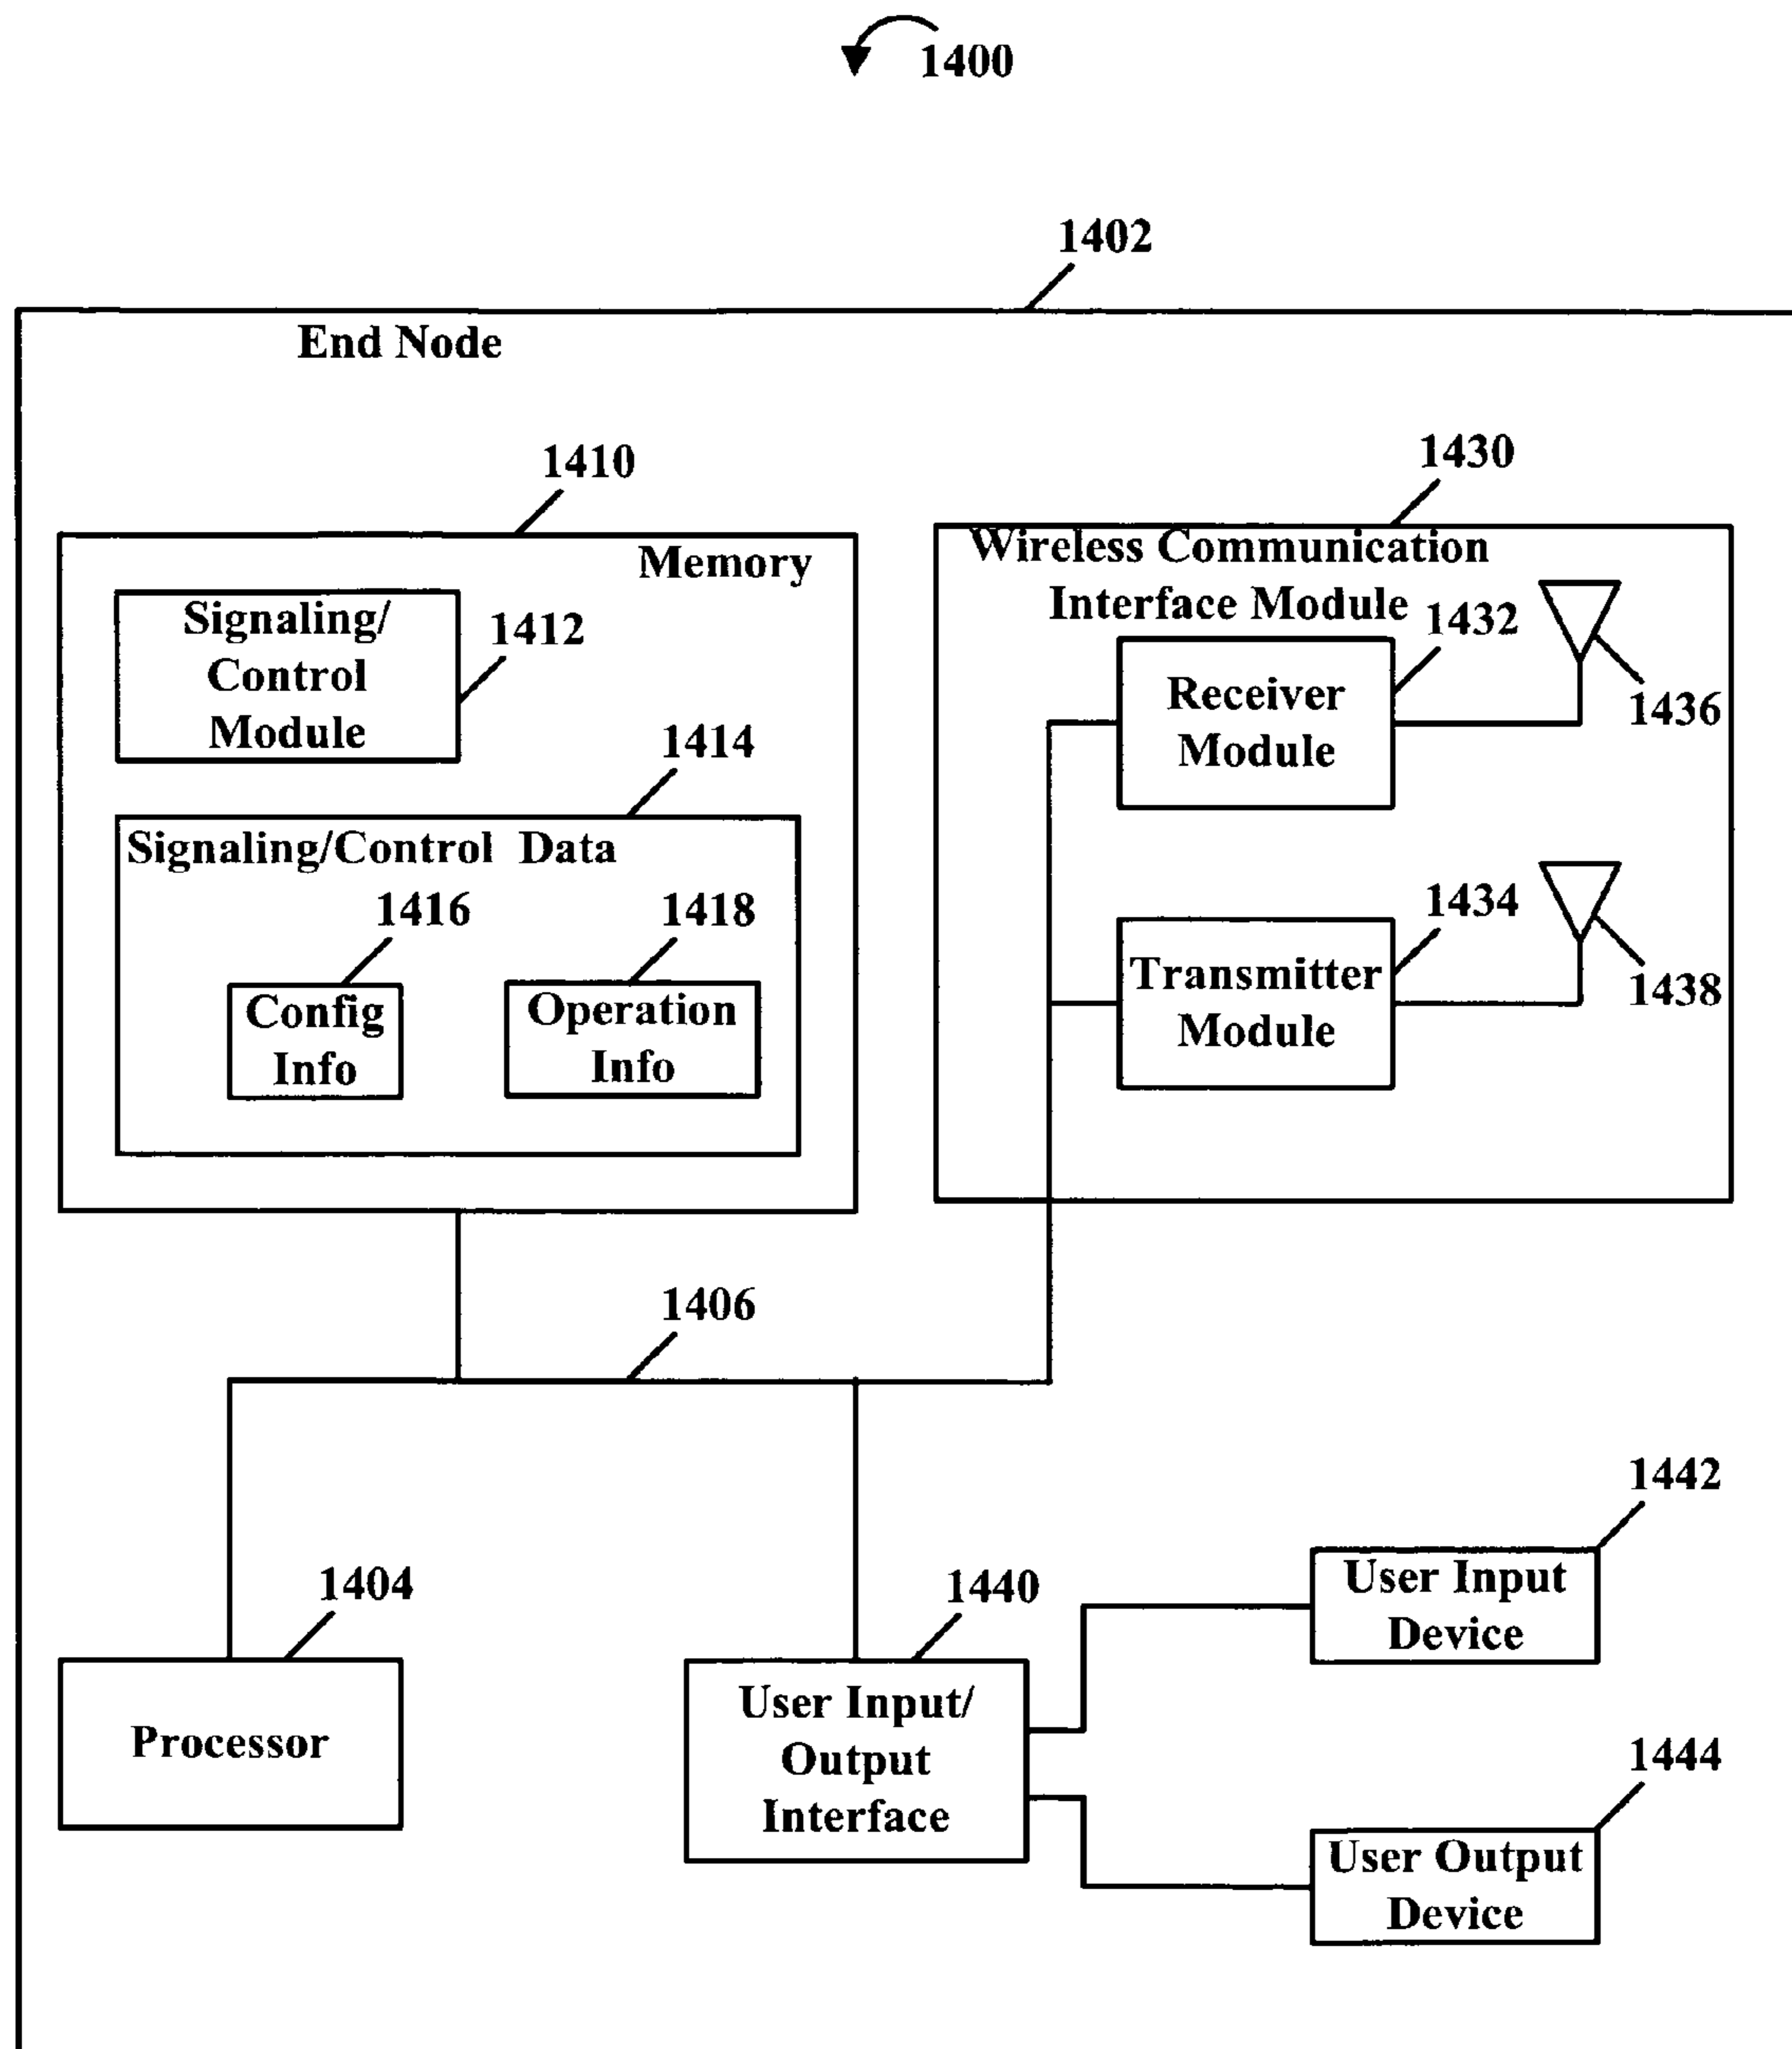 1400
1402
End Node
1410
Memory
Signaling/
Control
Module
1412
1414
Signaling/Control Data
1416
1418
Config
Info
Operation
Info
1430
Wireless Communication
Interface Module
1432
Receiver
Module
1436
1434
Transmitter
Module
1438
1406
1404
Processor
1440
User Input/
Output
Interface
1442
User Input
Device
1444
User Output
Device